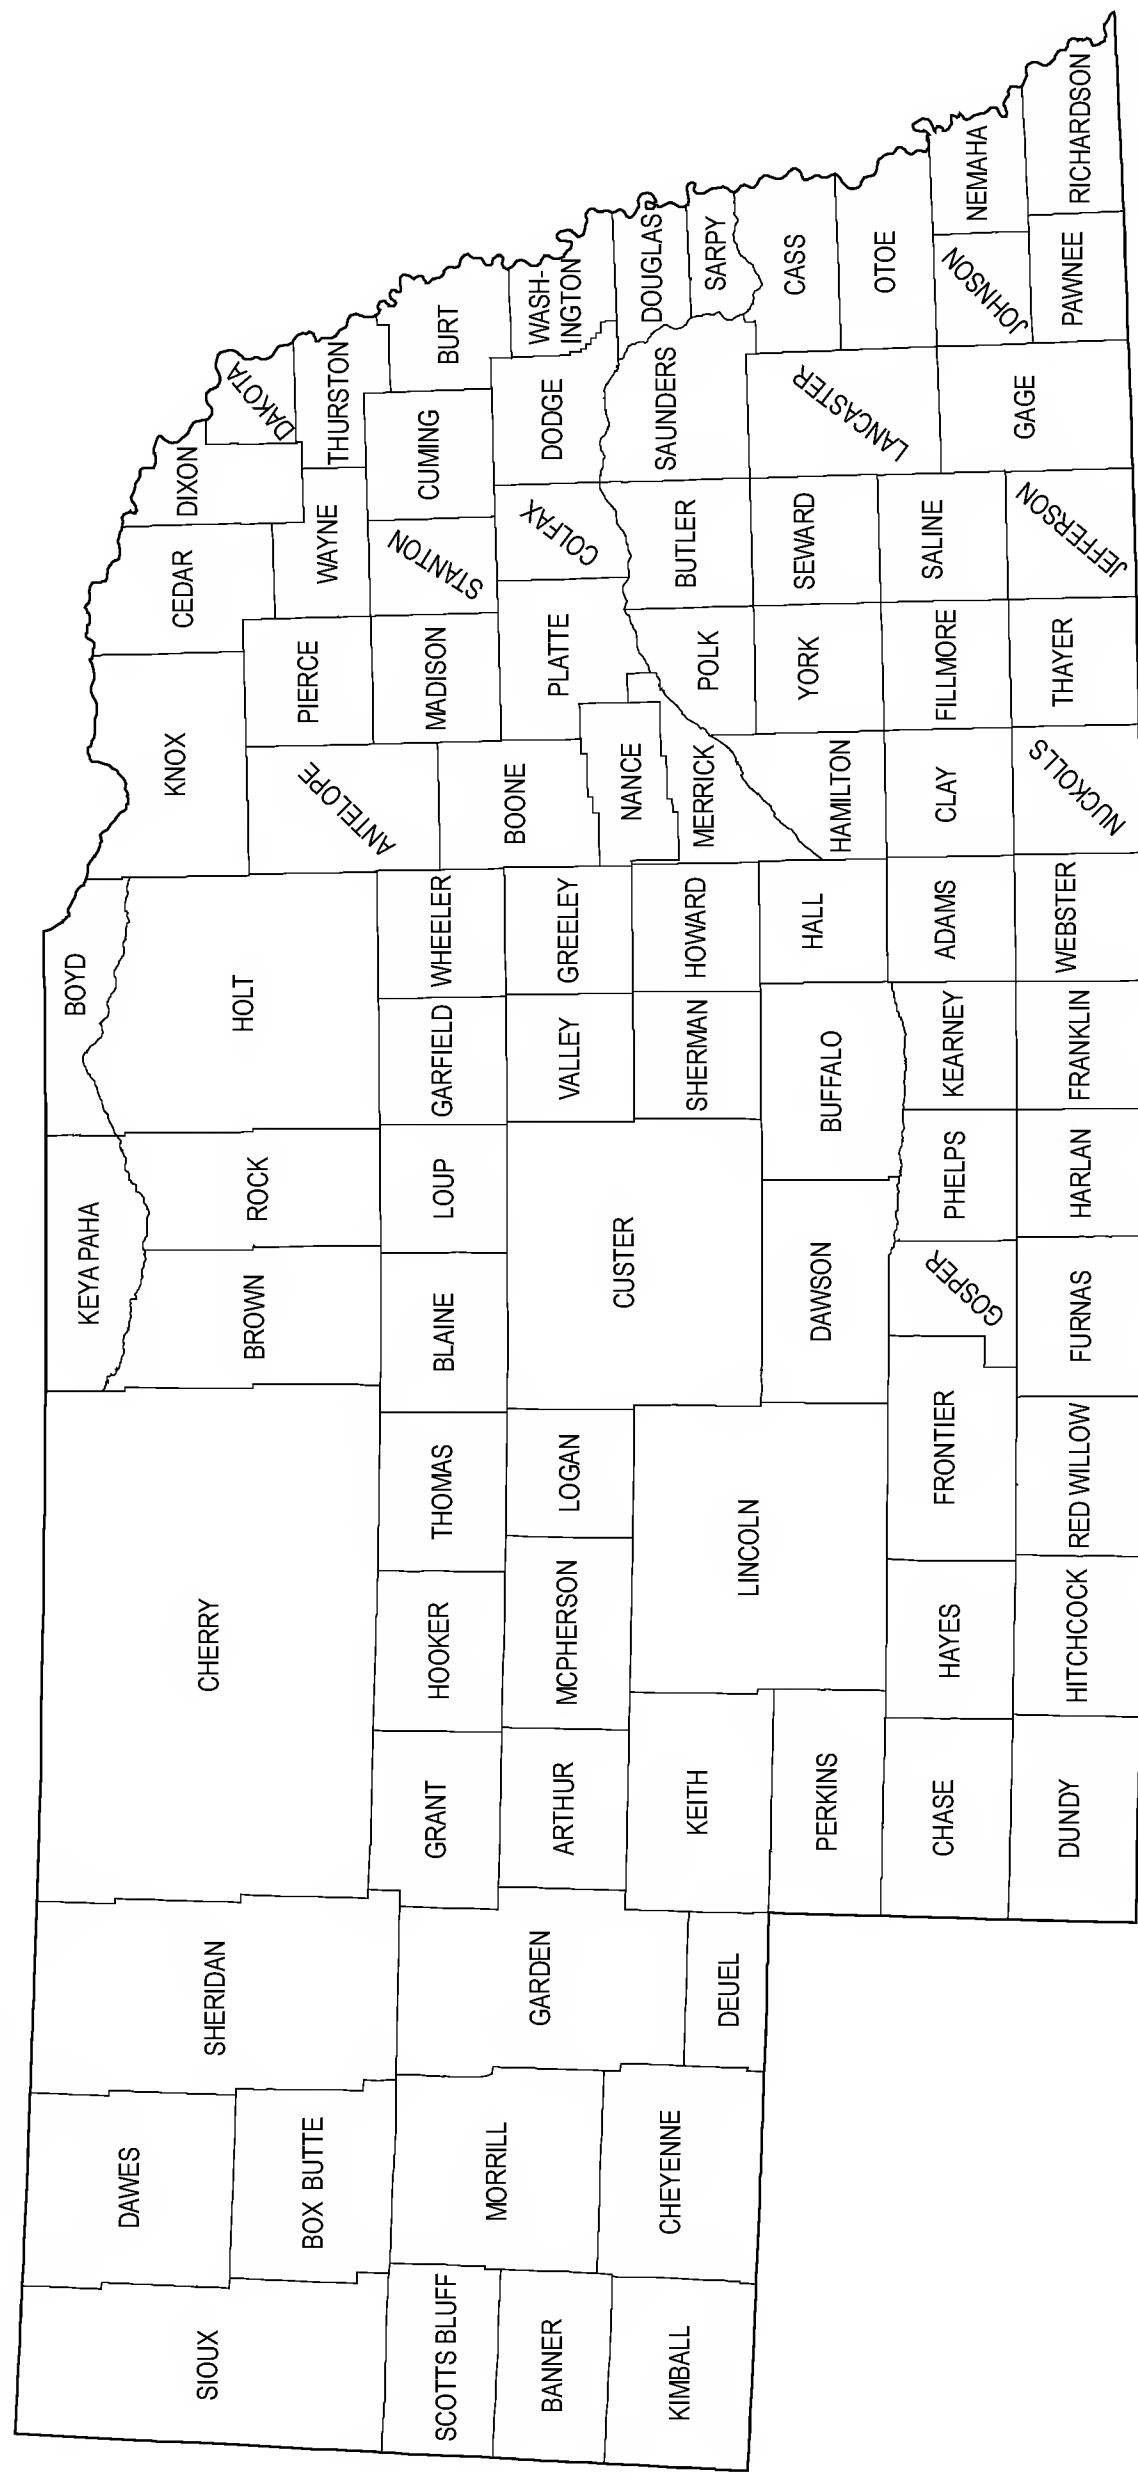 SIOUX
DAWES
BOX BUTTE
SHERIDAN
CHERRY
KEYA PAHA
BOYD
BROWN
ROCK
HOLT
KNOX
CEDAR
DIXON
DAKOTA
ANTELOPE
PIERCE
WAYNE
THURSTON
SCOTTS BLUFF
BANNER
KIMBALL
MORRILL
CHEYENNE
GARDEN
DEUEL
GRANT
HOOKER
THOMAS
BLAINE
LOUP
GARFIELD
WHEELER
BOONE
MADISON
STANTON
CUMING
BURT
ARTHUR
MCPHERSON
LOGAN
CUSTER
VALLEY
GREELEY
NANCE
PLATTE
COLFAX
DODGE
WASH-
INGTON
KEITH
LINCOLN
SHERMAN
HOWARD
MERRICK
POLK
BUTLER
SAUNDERS
DOUGLAS
SARPY
PERKINS
DAWSON
BUFFALO
HALL
HAMILTON
YORK
SEWARD
LANCASTER
CASS
OTOE
CHASE
HAYES
FRONTIER
GOSPER
PHELPS
KEARNEY
ADAMS
CLAY
FILLMORE
SALINE
GAGE
JOHNSON
NEMAHA
DUNDY
HITCHCOCK
RED WILLOW
FURNAS
HARLAN
FRANKLIN
WEBSTER
NUCKOLLS
THAYER
JEFFERSON
PAWNEE
RICHARDSON